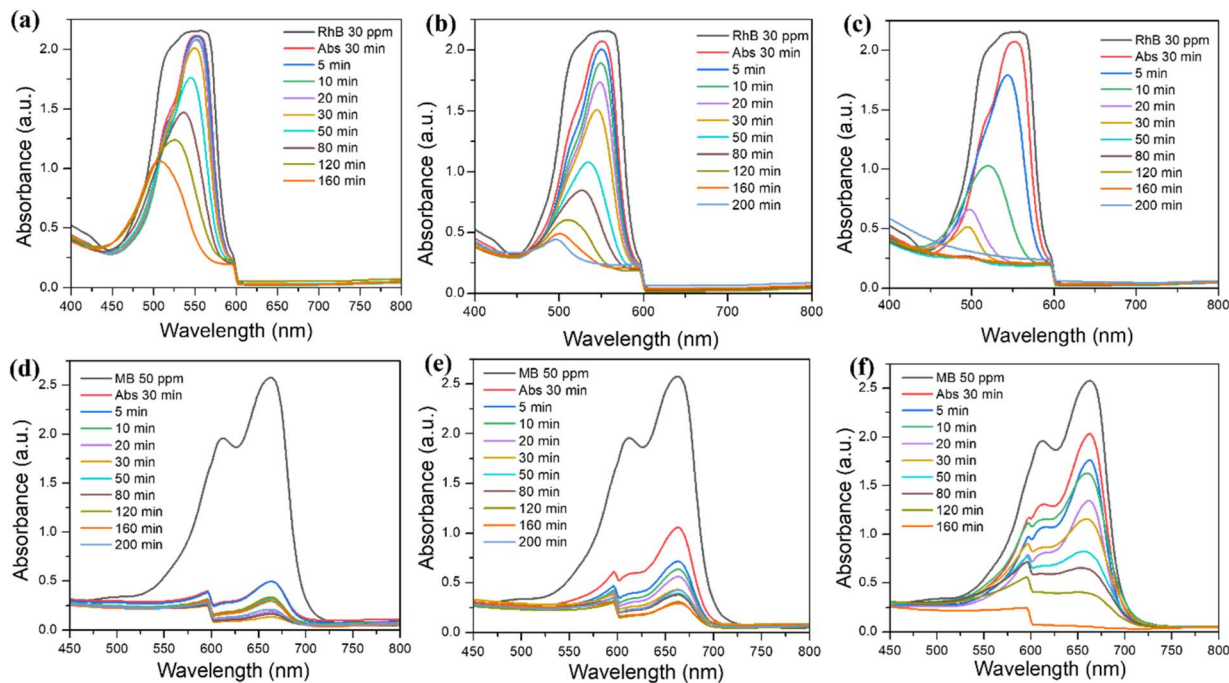 (a)
RhB 30 ppm
Abs 30 min
5 min
10 min
20 min
30 min
50 min
80 min
120 min
160 min
2.0
1.5
1.0
0.5
0.0
Absorbance (a.u.)
400 450 500 550 600 650 700 750 800
Wavelength (nm)
(b)
RhB 30 ppm
Abs 30 min
5 min
10 min
20 min
30 min
50 min
80 min
120 min
160 min
200 min
2.0
1.5
1.0
0.5
0.0
Absorbance (a.u.)
400 450 500 550 600 650 700 750 800
Wavelength (nm)
(c)
RhB 30 ppm
Abs 30 min
5 min
10 min
20 min
30 min
50 min
80 min
120 min
160 min
200 min
2.0
1.5
1.0
0.5
0.0
Absorbance (a.u.)
400 450 500 550 600 650 700 750 800
Wavelength (nm)
(d)
MB 50 ppm
Abs 30 min
5 min
10 min
20 min
30 min
50 min
80 min
120 min
160 min
200 min
2.5
2.0
1.5
1.0
0.5
0.0
Absorbance (a.u.)
450 500 550 600 650 700 750 800
Wavelength (nm)
(e)
MB 50 ppm
Abs 30 min
5 min
10 min
20 min
30 min
50 min
80 min
120 min
160 min
200 min
2.5
2.0
1.5
1.0
0.5
0.0
Absorbance (a.u.)
450 500 550 600 650 700 750 800
Wavelength (nm)
(f)
MB 50 ppm
Abs 30 min
5 min
10 min
20 min
30 min
50 min
80 min
120 min
160 min
2.5
2.0
1.5
1.0
0.5
0.0
Absorbance (a.u.)
450 500 550 600 650 700 750 800
Wavelength (nm)